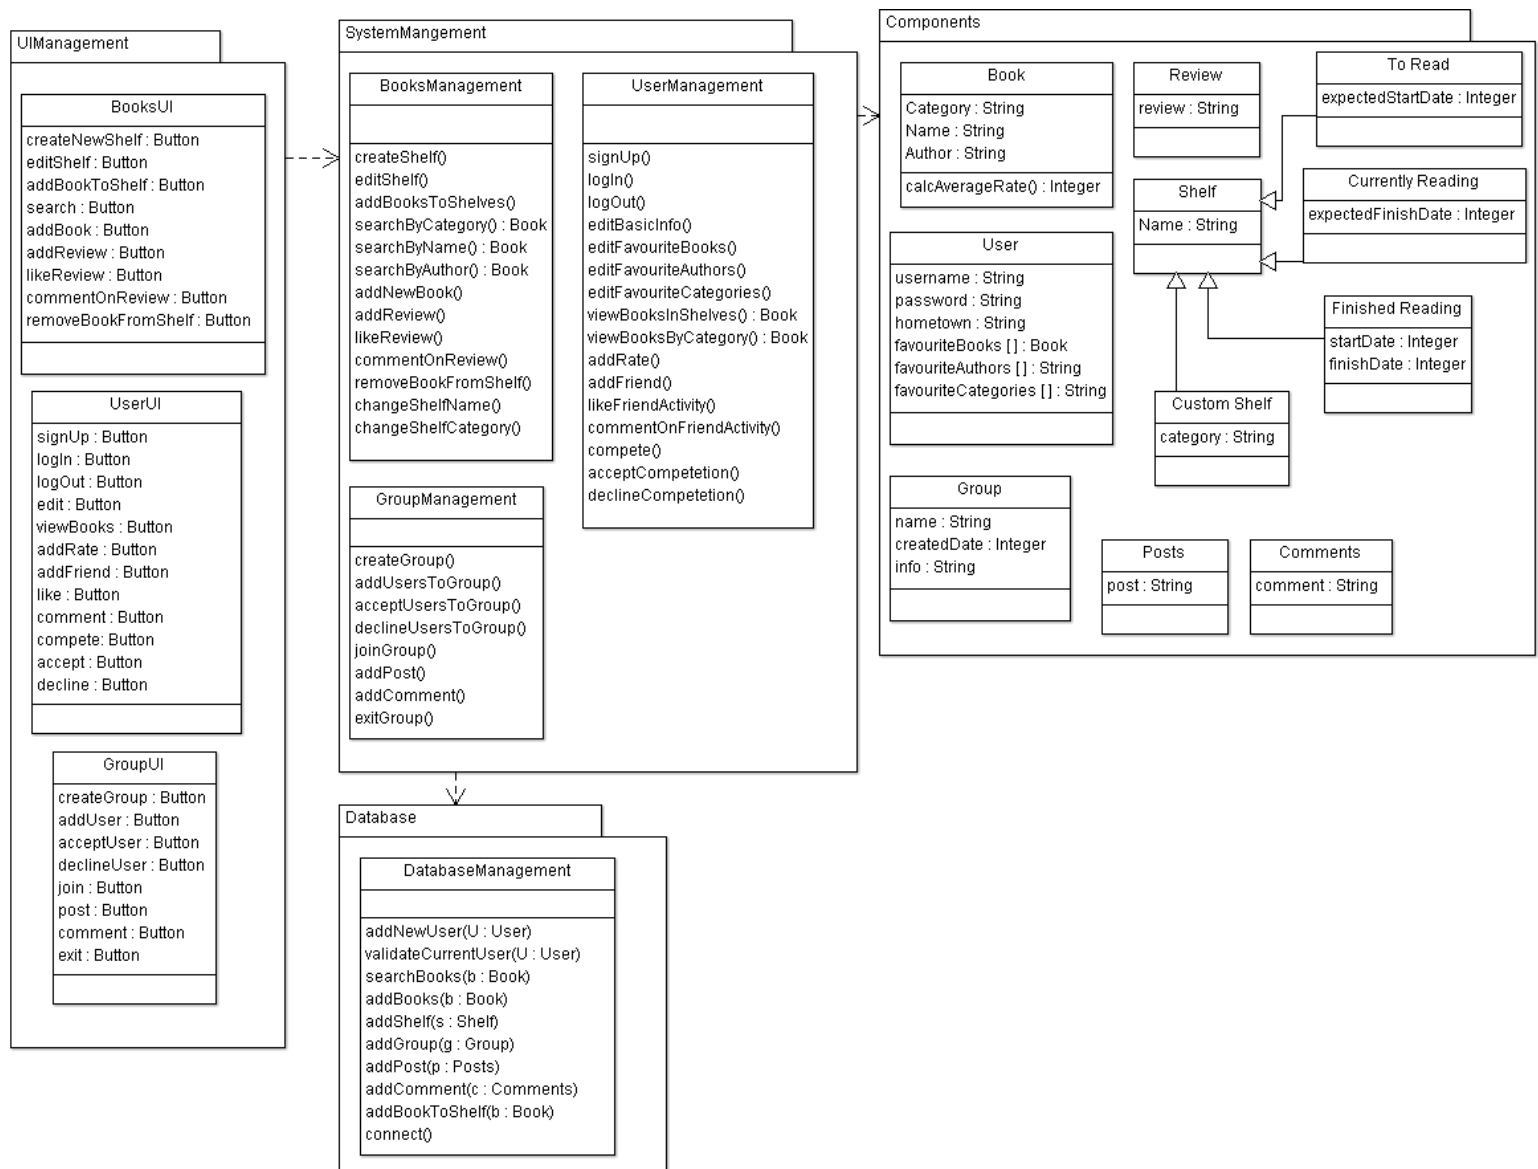 UIManagement
BooksUI
createNewShelf : Button
editShelf : Button
addBookToShelf : Button
search : Button
addBook : Button
addReview : Button
likeReview : Button
commentOnReview : Button
removeBookFromShelf : Button
UserUI
signUp : Button
logIn : Button
logOut : Button
edit : Button
viewBooks : Button
addRate : Button
addFriend : Button
like : Button
comment : Button
compete: Button
accept : Button
decline : Button
GroupUI
createGroup : Button
addUser : Button
acceptUser : Button
declineUser : Button
join : Button
post : Button
comment : Button
exit : Button
SystemMangement
BooksManagement
createShelf()
editShelf()
addBooksToShelves()
searchByCategory() : Book
searchByName() : Book
searchByAuthor() : Book
addNewBook()
addReview()
likeReview()
commentOnReview()
removeBookFromShelf()
changeShelfName()
changeShelfCategory()
GroupManagement
createGroup()
addUsersToGroup()
acceptUsersToGroup()
declineUsersToGroup()
joinGroup()
addPost()
addComment()
exitGroup()
UserManagement
signUp()
logIn()
logOut()
editBasicInfo()
editFavouriteBooks()
editFavouriteAuthors()
editFavouriteCategories()
viewBooksInShelves() : Book
viewBooksByCategory() : Book
addRate()
addFriend()
likeFriendActivity()
commentOnFriendActivity()
compete()
acceptCompetetion()
declineCompetetion()
Database
DatabaseManagement
addNewUser(U : User)
validateCurrentUser(U : User)
searchBooks(b : Book)
addBooks(b : Book)
addShelf(s : Shelf)
addGroup(g : Group)
addPost(p : Posts)
addComment(c : Comments)
addBookToShelf(b : Book)
connect()
Components
Book
Category : String
Name : String
Author : String
calcAverageRate() : Integer
User
username : String
password : String
hometown : String
favouriteBooks [ ] : Book
favouriteAuthors [ ] : String
favouriteCategories [ ] : String
Group
name : String
createdDate : Integer
info : String
Review
review : String
Shelf
Name : String
To Read
expectedStartDate : Integer
Currently Reading
expectedFinishDate : Integer
Finished Reading
startDate : Integer
finishDate : Integer
Custom Shelf
category : String
Posts
post : String
Comments
comment : String